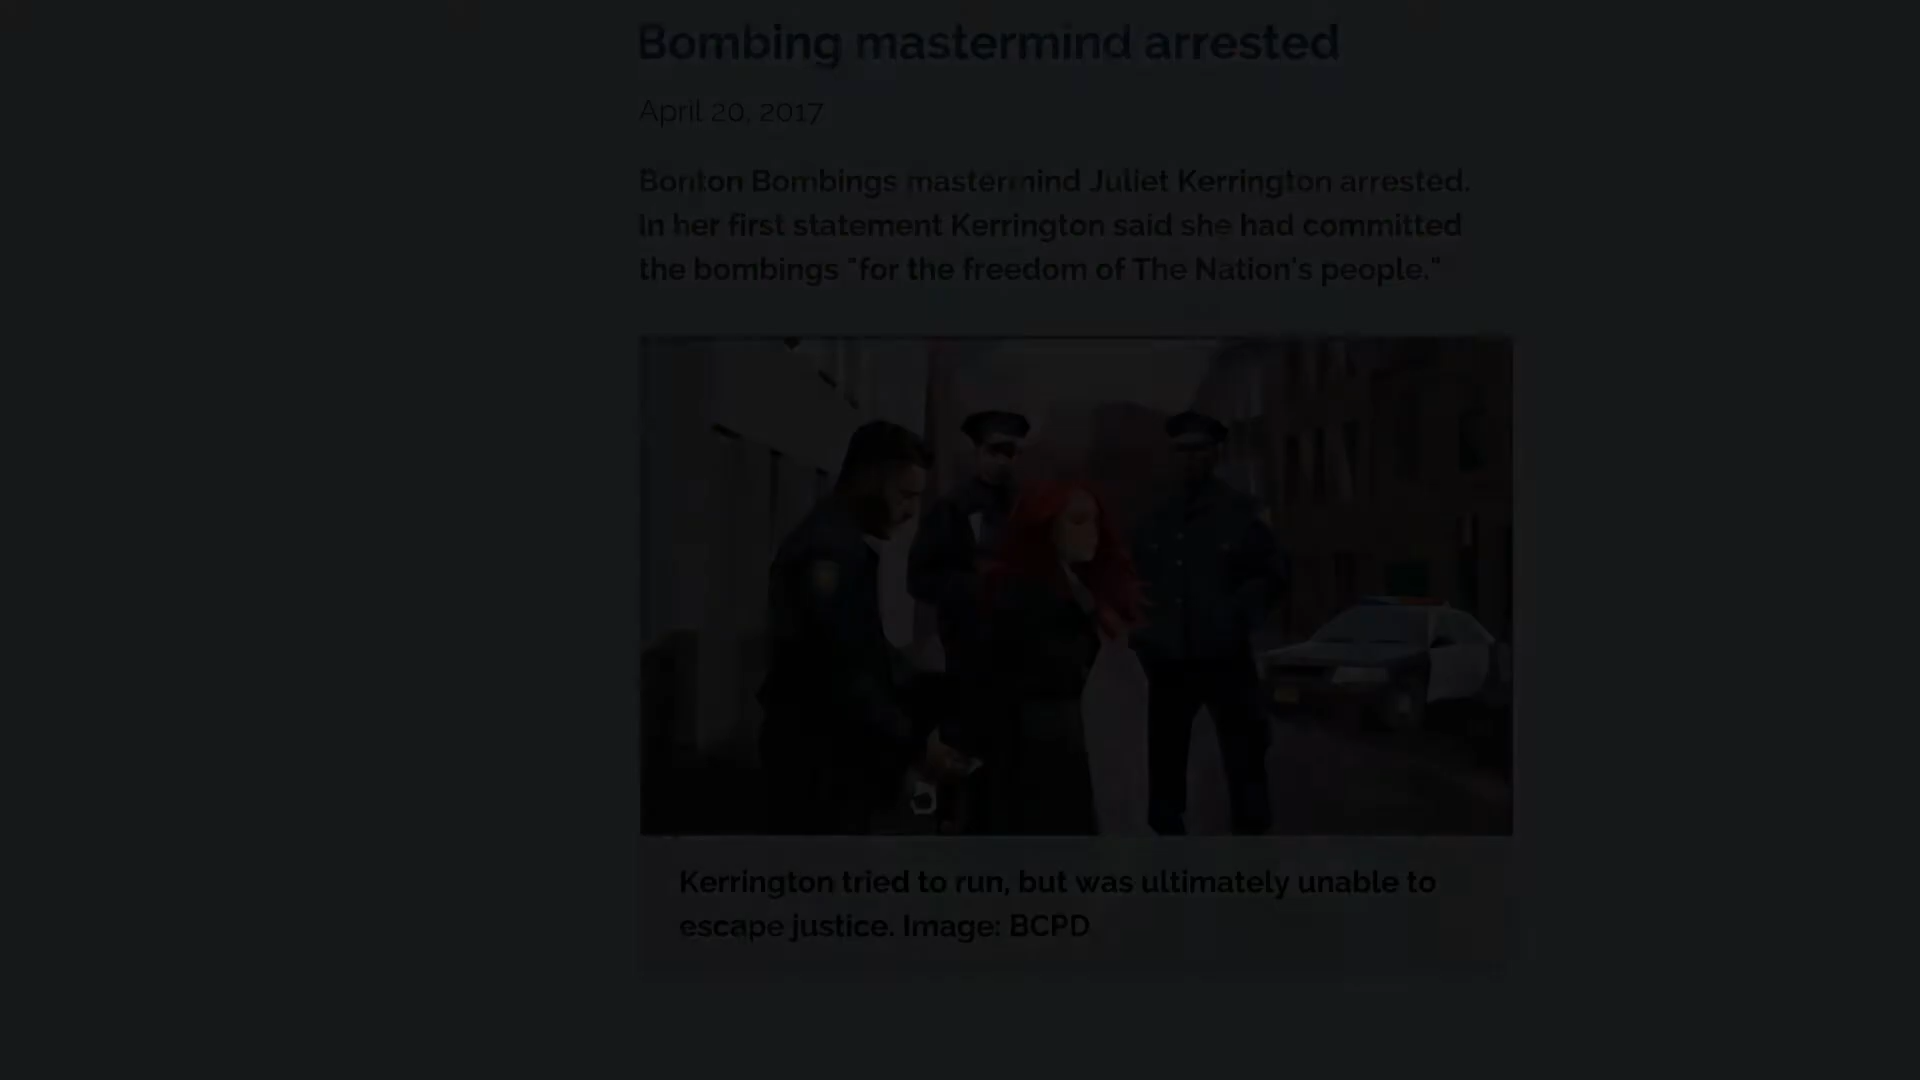 Bombing mastermind arrested
April 20, 2017
Bonton Bombings mastermind Juliet Kerrington arrested.
In her first statement Kerrington said she had committed
the bombings "for the freedom of The Nation's people."
Kerrington tried to run, but was ultimately unable to
escape justice. Image: BCPD